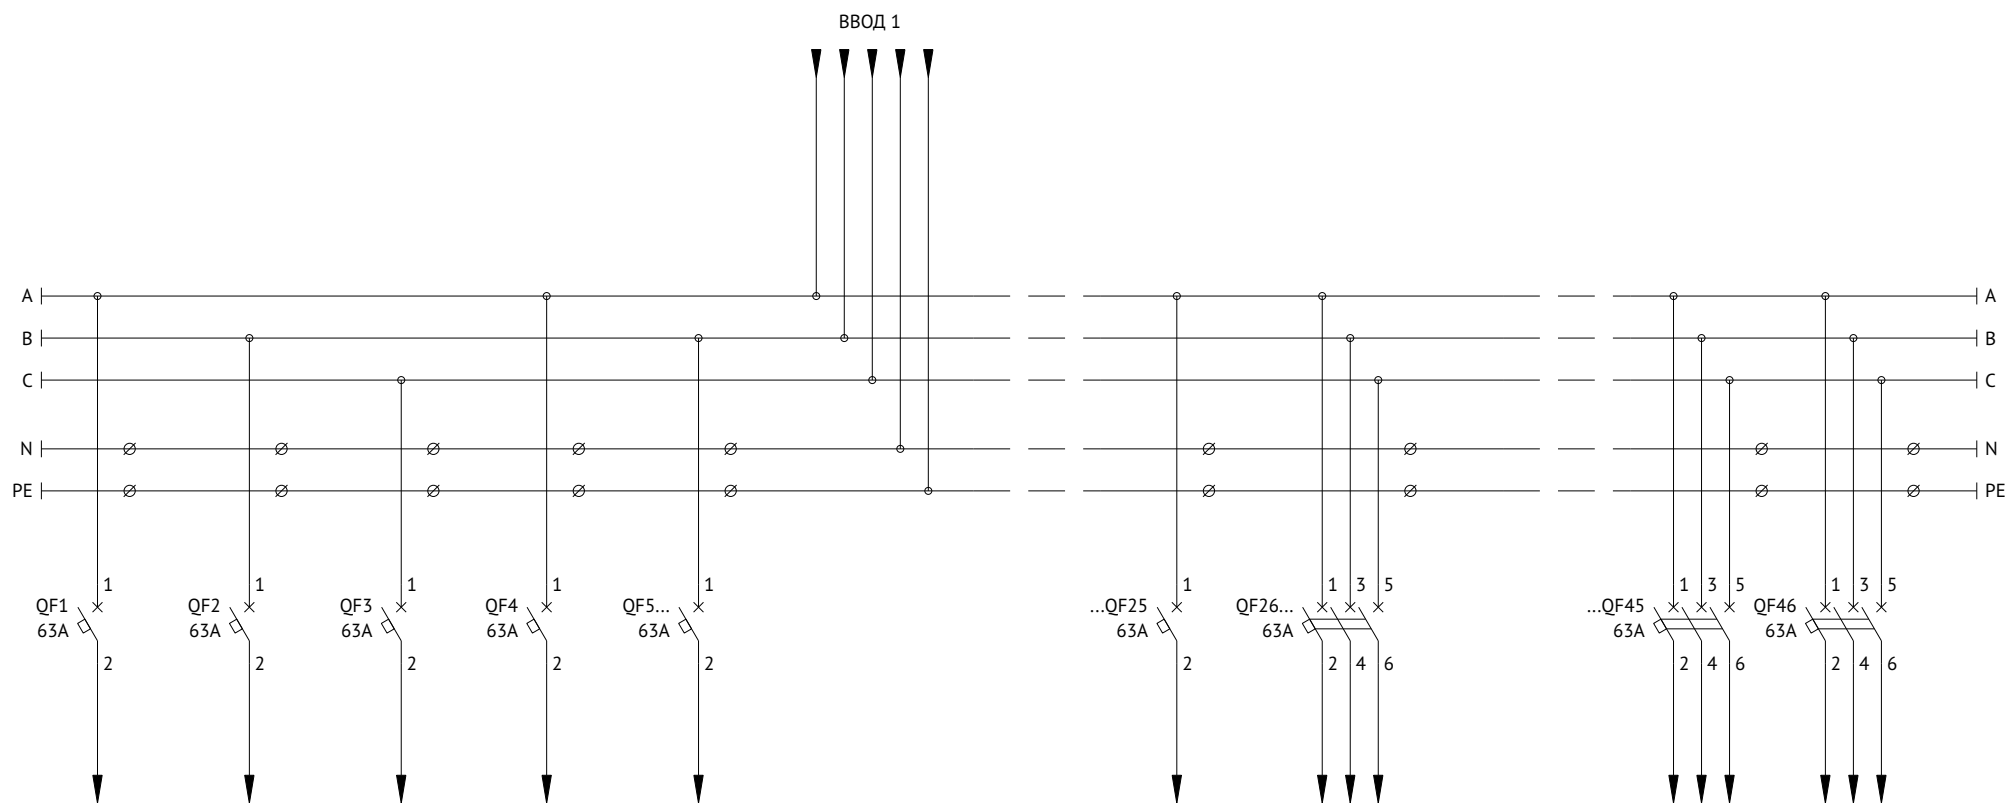 ВВОД 1
A A
B B
C C
N N
PE PE
1 1 1 1 1 1 1 3 5 1 3 5 1 3 5
QF1 QF2 QF3 QF4 QF5... ...QF25 QF26... ...QF45 QF46
63A 63A 63A 63A 63A 63A 63A 63A 63A
2 2 2 2 2 2 2 4 6 2 4 6 2 4 6